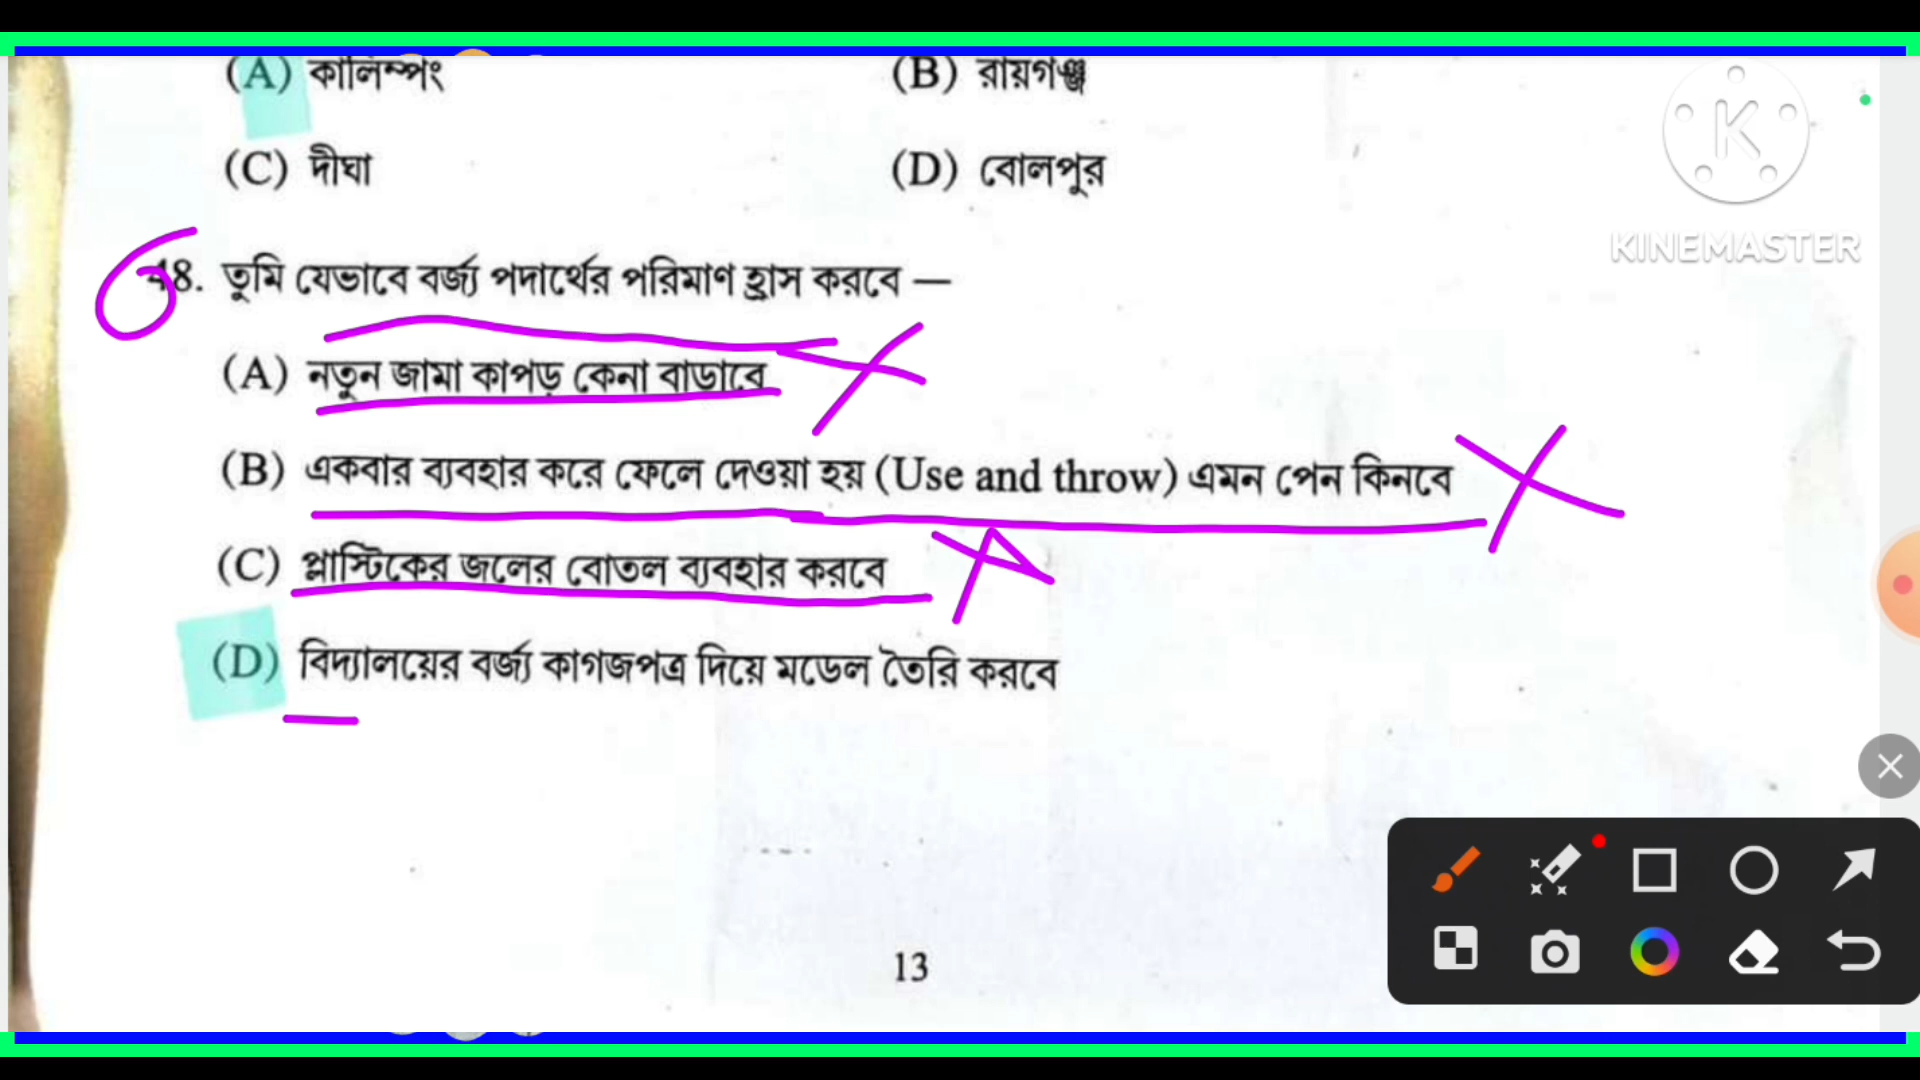 (A) কালিম্পং
(B) রায়গঞ্জ
(C) দীঘা
(D) বোলপুর
KINEMASTER
48. তুমি যেভাবে বর্জ্য পদার্থের পরিমাণ হ্রাস করবে —
(A) নতুন জামা কাপড় কেনা বাড়াবে
(B) একবার ব্যবহার করে ফেলে দেওয়া হয় (Use and throw) এমন পেন কিনবে
(C) প্লাস্টিকের জলের বোতল ব্যবহার করবে
(D) বিদ্যালয়ের বর্জ্য কাগজপত্র দিয়ে মডেল তৈরি করবে
13